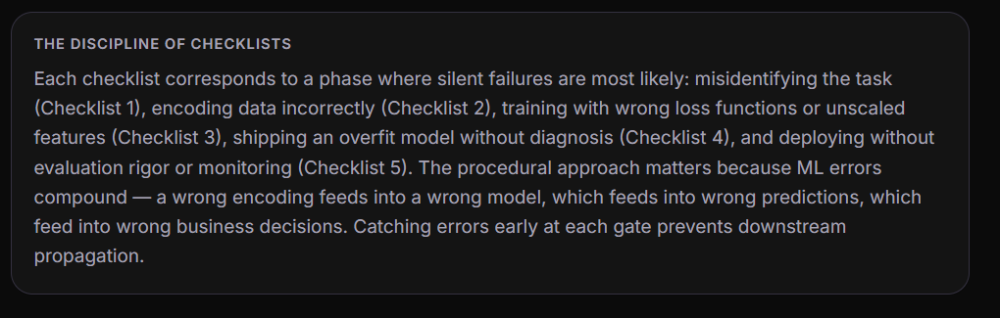 THE DISCIPLINE OF CHECKLISTS
Each checklist corresponds to a phase where silent failures are most likely: misidentifying the task
(Checklist 1), encoding data incorrectly (Checklist 2), training with wrong loss functions or unscaled
features (Checklist 3), shipping an overfit model without diagnosis (Checklist 4), and deploying without
evaluation rigor or monitoring (Checklist 5). The procedural approach matters because ML errors
compound — a wrong encoding feeds into a wrong model, which feeds into wrong predictions, which
feed into wrong business decisions. Catching errors early at each gate prevents downstream
propagation.